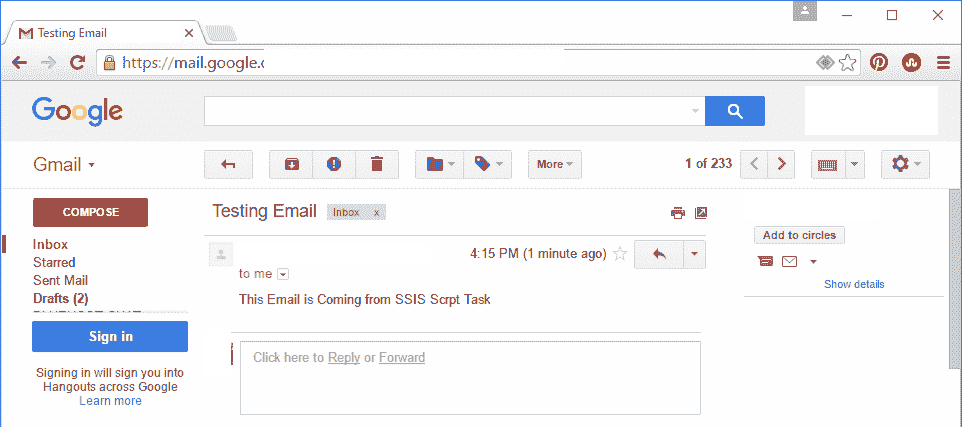 Testing Email
https://mail.google.c
Google
Gmail
More
1 of 233
COMPOSE
Testing Email
Inbox x
Add to circles
Inbox
4:15 PM (1 minute ago)
Starred
to me
Sent Mail
Show details
Drafts (2)
This Email is Coming from SSIS Scrpt Task
Sign in
Click here to Reply or Forward
Signing in will sign you into
Hangouts across Google
Learn more